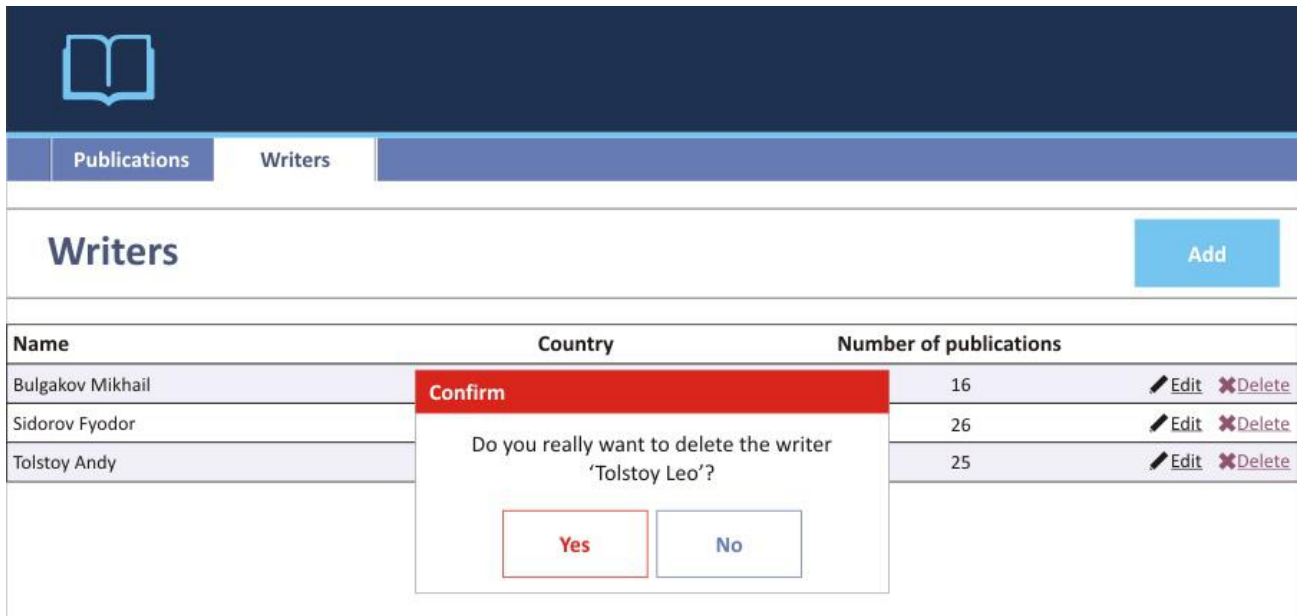 Publications Writers
Writers Add
Name Country Number of publications
Bulgakov Mikhail 16 Edit Delete
Sidorov Fyodor 26 Edit Delete
Tolstoy Andy 25 Edit Delete
Confirm
Do you really want to delete the writer
‘Tolstoy Leo’?
Yes No